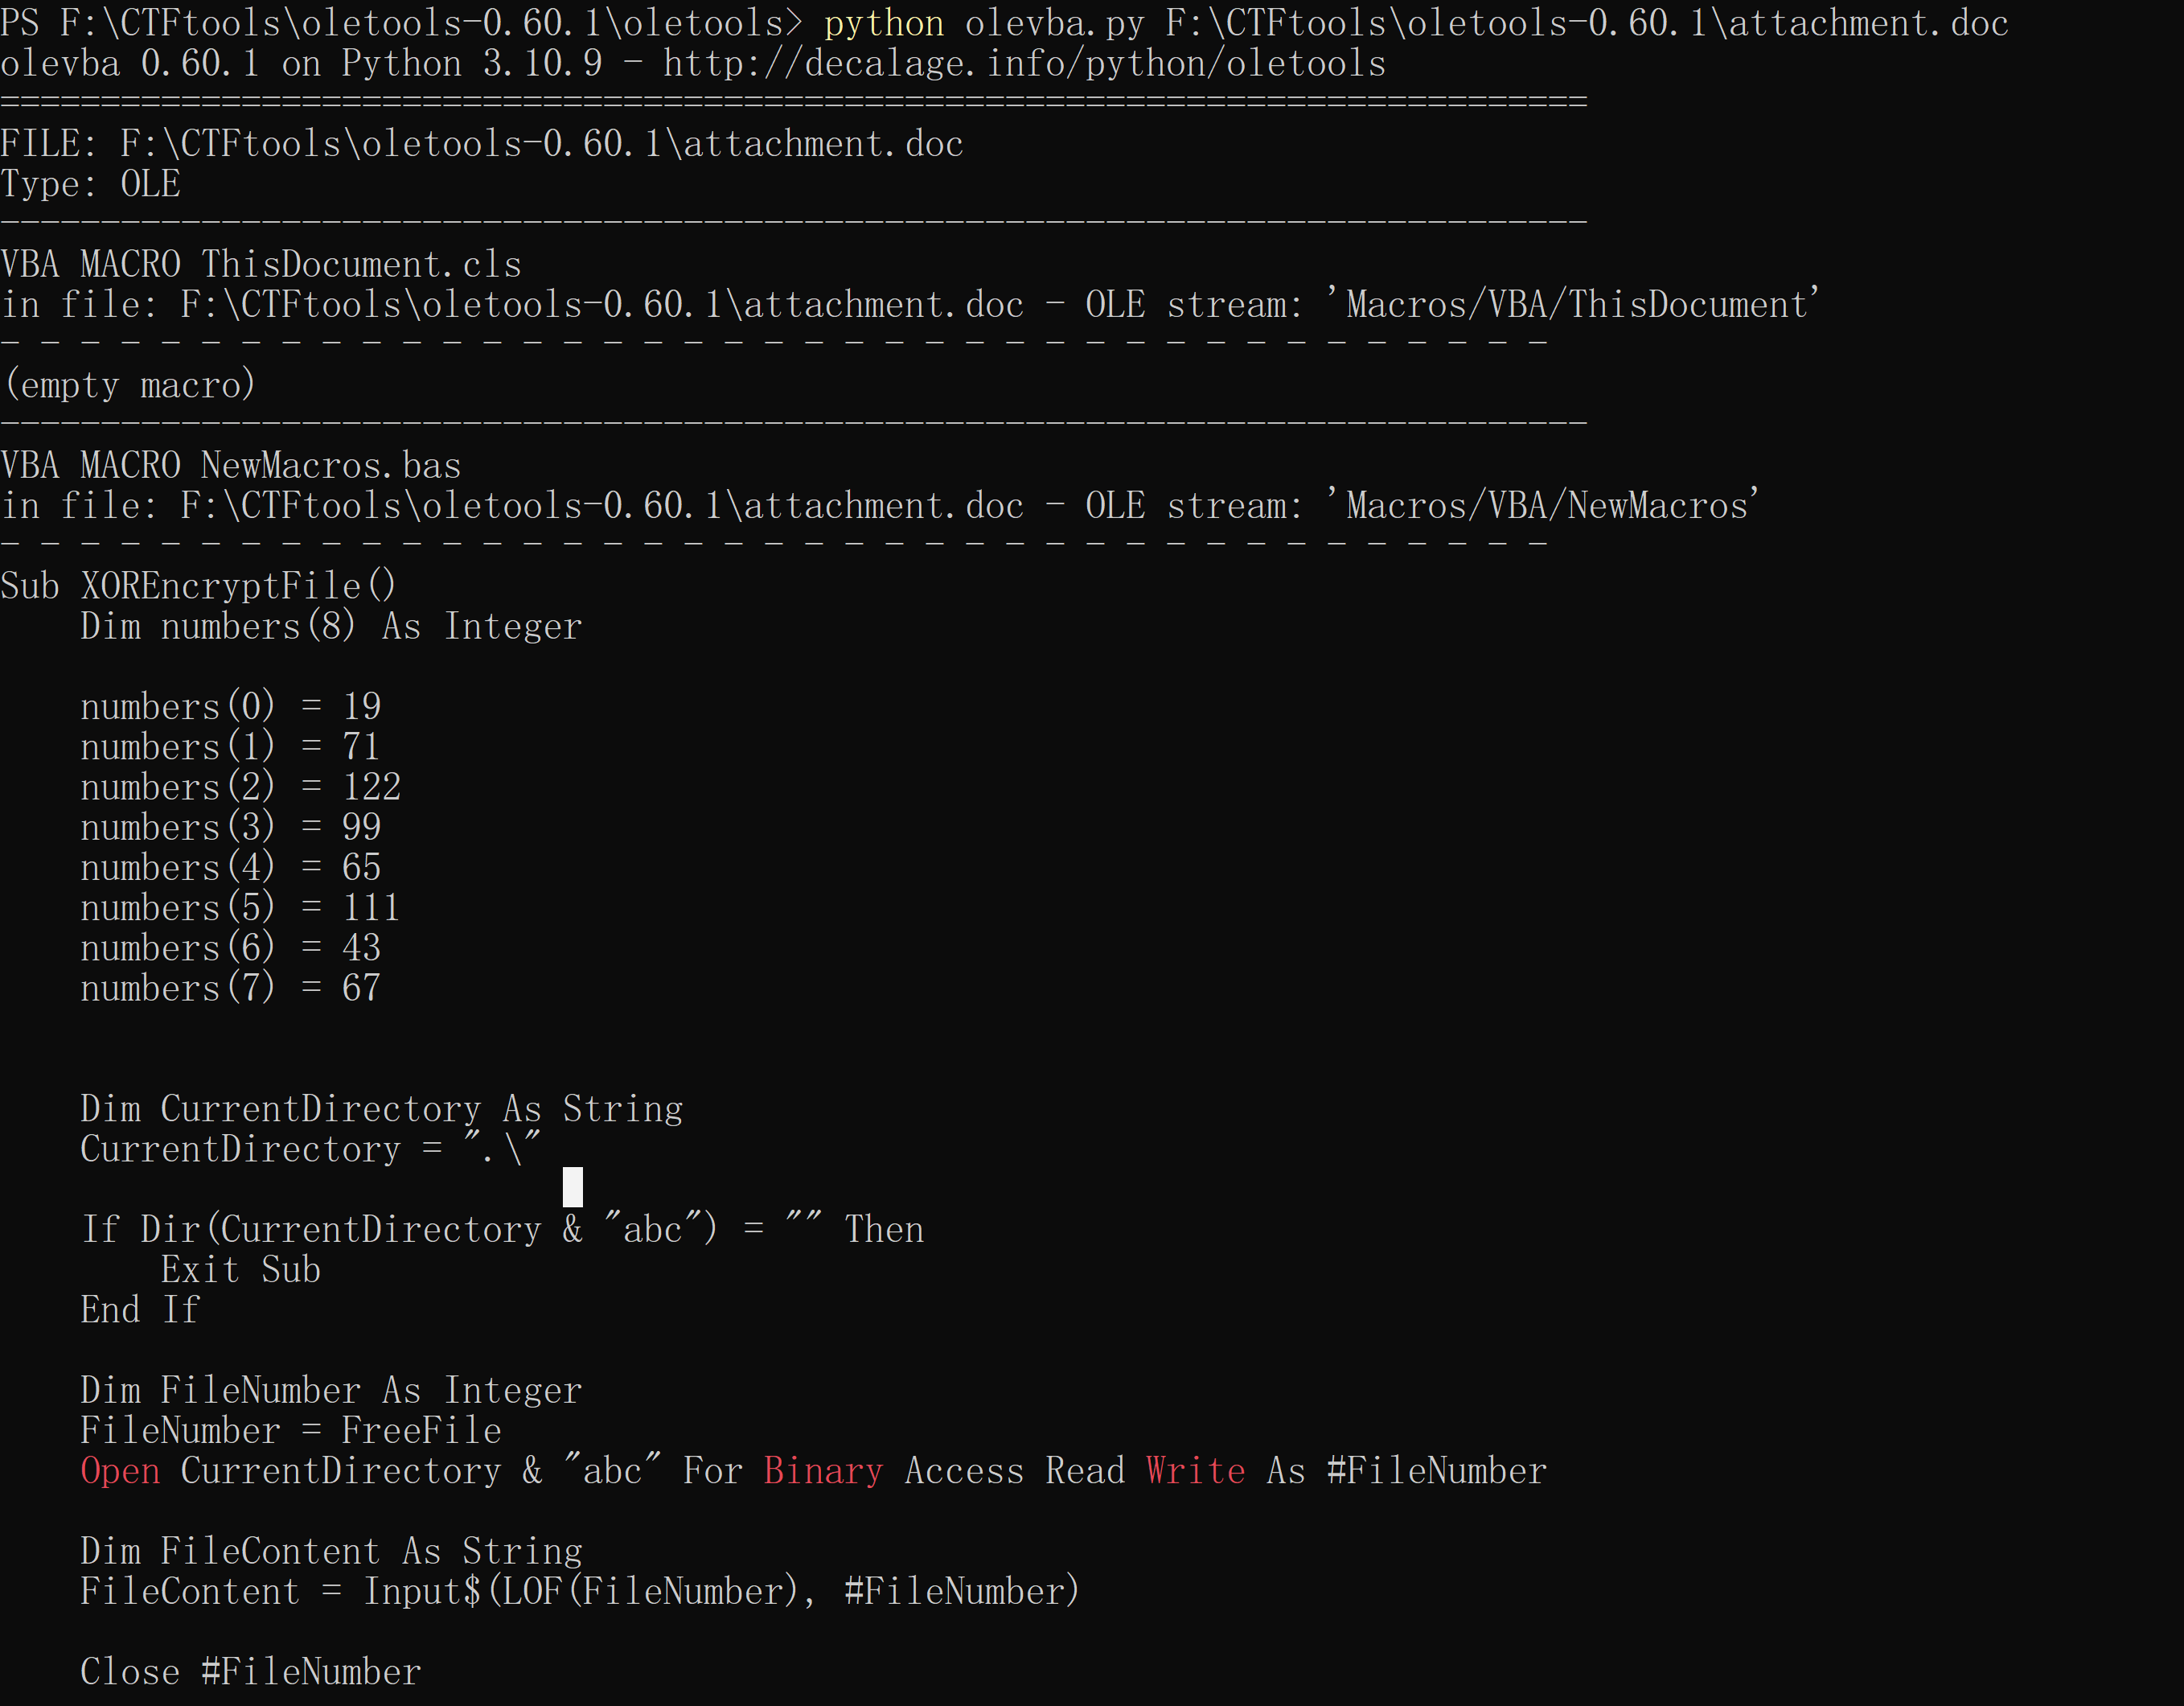 PS F:\CTFtools\oletools-0.60.1\oletools> python olevba.py F:\CTFtools\oletools-0.60.1\attachment.doc
olevba 0.60.1 on Python 3.10.9 - http://decalage.info/python/oletools
===============================================================================
FILE: F:\CTFtools\oletools-0.60.1\attachment.doc
Type: OLE
-------------------------------------------------------------------------------
VBA MACRO ThisDocument.cls
in file: F:\CTFtools\oletools-0.60.1\attachment.doc - OLE stream: 'Macros/VBA/ThisDocument'
- - - - - - - - - - - - - - - - - - - - - - - - - - - - - - - - - - - - - - -
(empty macro)
-------------------------------------------------------------------------------
VBA MACRO NewMacros.bas
in file: F:\CTFtools\oletools-0.60.1\attachment.doc - OLE stream: 'Macros/VBA/NewMacros'
- - - - - - - - - - - - - - - - - - - - - - - - - - - - - - - - - - - - - - -
Sub XOREncryptFile()
    Dim numbers(8) As Integer

    numbers(0) = 19
    numbers(1) = 71
    numbers(2) = 122
    numbers(3) = 99
    numbers(4) = 65
    numbers(5) = 111
    numbers(6) = 43
    numbers(7) = 67

    Dim CurrentDirectory As String
    CurrentDirectory = ".\"

    If Dir(CurrentDirectory & "abc") = "" Then
        Exit Sub
    End If

    Dim FileNumber As Integer
    FileNumber = FreeFile
    Open CurrentDirectory & "abc" For Binary Access Read Write As #FileNumber

    Dim FileContent As String
    FileContent = Input$(LOF(FileNumber), #FileNumber)

    Close #FileNumber